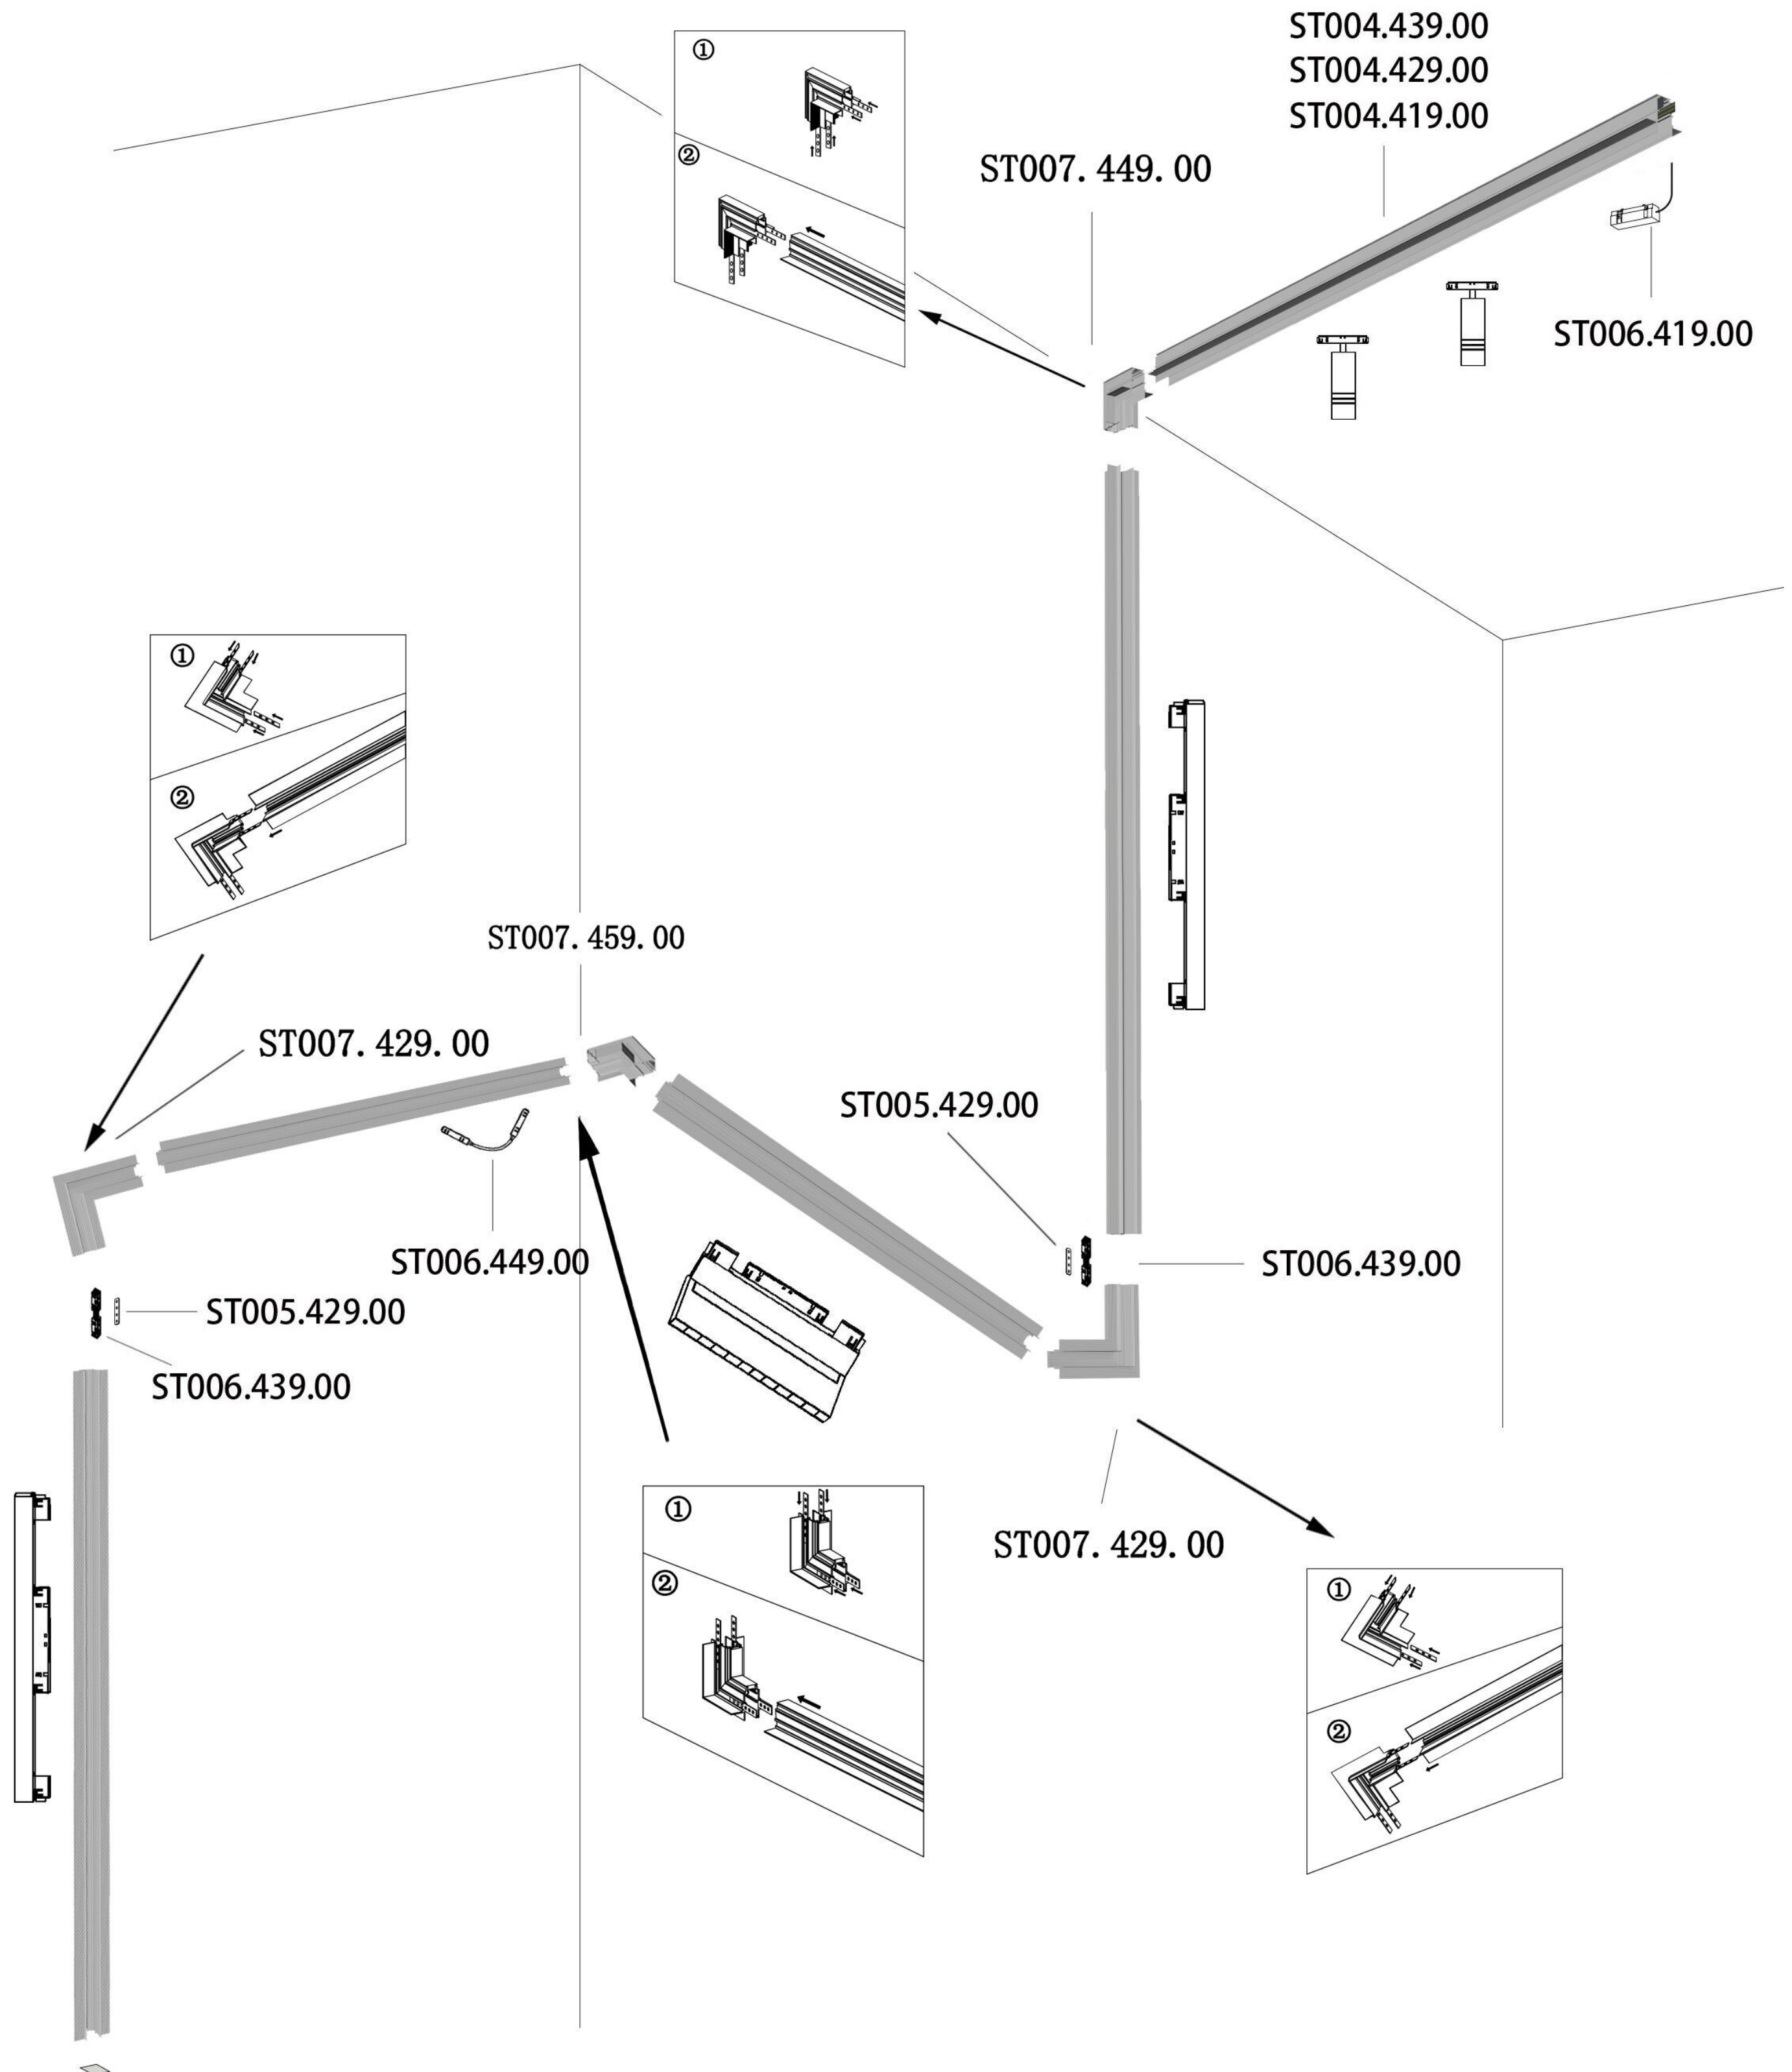 ST004.439.00
ST004.429.00
ST004.419.00
①
②
ST007. 449. 00
ST006.419.00
①
②
ST007. 459. 00
ST007. 429. 00
ST005.429.00
ST006.449.00
ST006.439.00
ST005.429.00
ST006.439.00
①
②
ST007. 429. 00
①
②